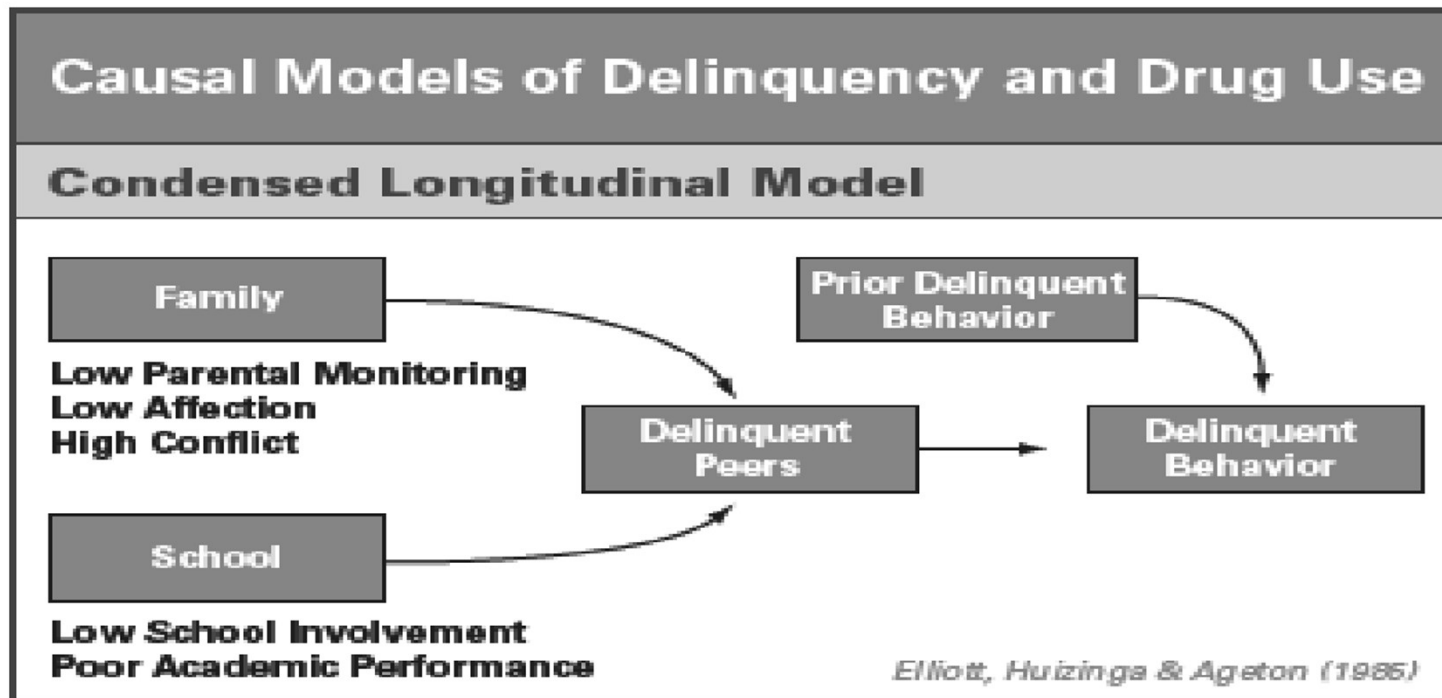 Causal Models of Delinquency and Drug Use
Condensed Longitudinal Model
Family
Low Parental Monitoring
Low Affection
High Conflict
Prior Delinquent
Behavior
Delinquent
Peers
Delinquent
Behavior
School
Low School Involvement
Poor Academic Performance
Elliott, Huizinga & Ageton (1985)